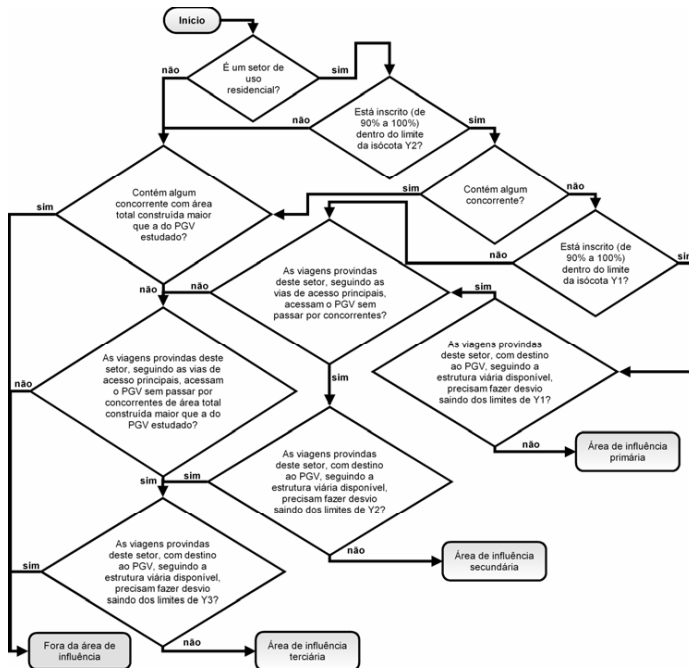 Inicio
É um setor de
uso
residencial?
não
sim
Está inscrito (de
90% a 100%)
dentro do limite
da isócota Y2?
não
sim
Contém algum
concorrente com área
total construída maior
que a do PGV
estudado?
sim
não
Contém algum
concorrente?
sim
não
Está inscrito (de
90% a 100%)
dentro do limite
da isócota Y1?
não
sim
As viagens provindas
deste setor, seguindo as
vias de acesso principais,
acessam o PGV sem
passar por concorrentes?
não
sim
sim
As viagens provindas
deste setor, com destino
ao PGV, seguindo a
estrutura viária disponível,
precisam fazer desvio
saindo dos limites de Y1?
não
Área de influência
primária
As viagens provindas deste
setor, seguindo as vias de
acesso principais, acessam
o PGV sem passar por
concorrentes de área total
construída maior que a do
PGV estudado?
não
sim
As viagens provindas
deste setor, com destino
ao PGV, seguindo a
estrutura viária disponível,
precisam fazer desvio
saindo dos limites de Y2?
sim
não
Área de influência
secundária
As viagens provindas
deste setor, com destino
ao PGV, seguindo a
estrutura viária disponível,
precisam fazer desvio
saindo dos limites de Y3?
sim
não
Fora da área de
influência
Área de influência
terciária